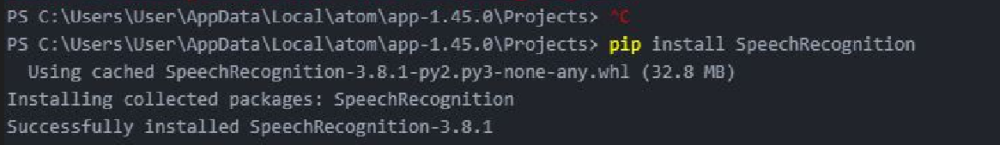 PS C:\Users\User\AppData\Local\atom\app-1.45.0\Projects> ^C
PS C:\Users\User\AppData\Local\atom\app-1.45.0\Projects> pip install SpeechRecognition
  Using cached SpeechRecognition-3.8.1-py2.py3-none-any.whl (32.8 MB)
Installing collected packages: SpeechRecognition
Successfully installed SpeechRecognition-3.8.1